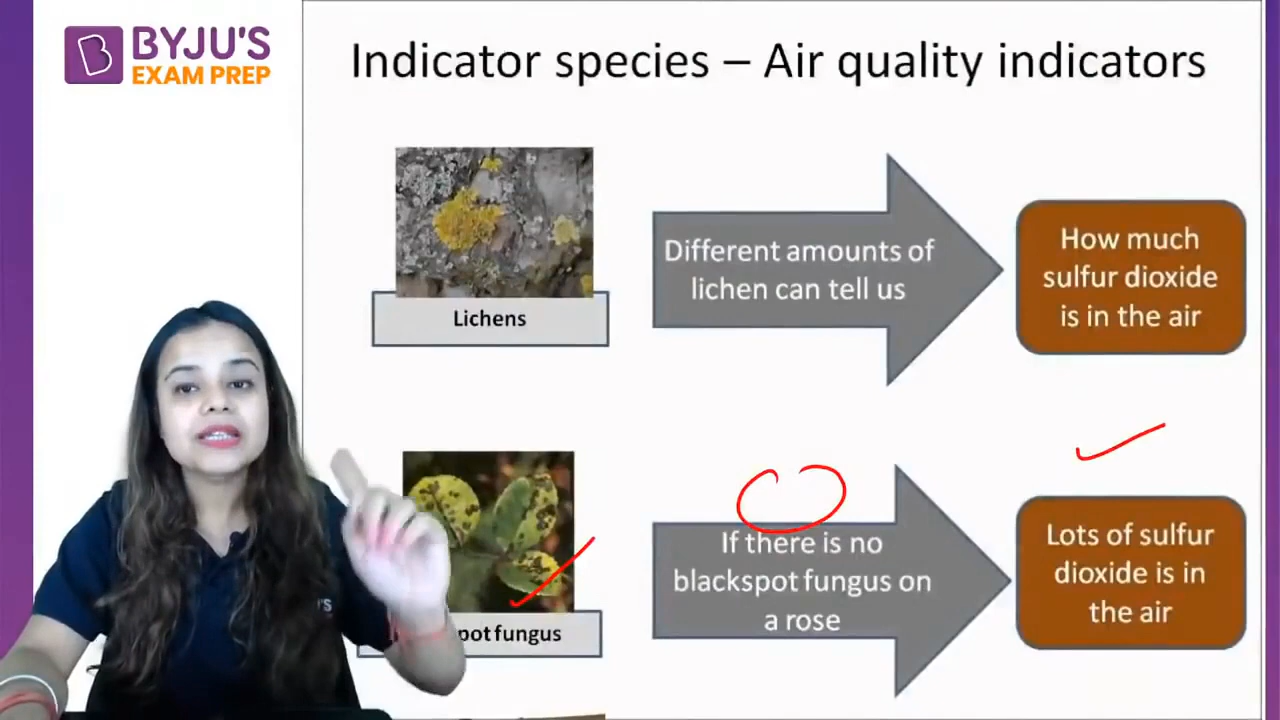 BYJU'S
EXAM PREP
Indicator species – Air quality indicators
Different amounts of
lichen can tell us
How much
sulfur dioxide
is in the air
Lichens
If there is no
blackspot fungus on
a rose
Lots of sulfur
dioxide is in
the air
pot fungus